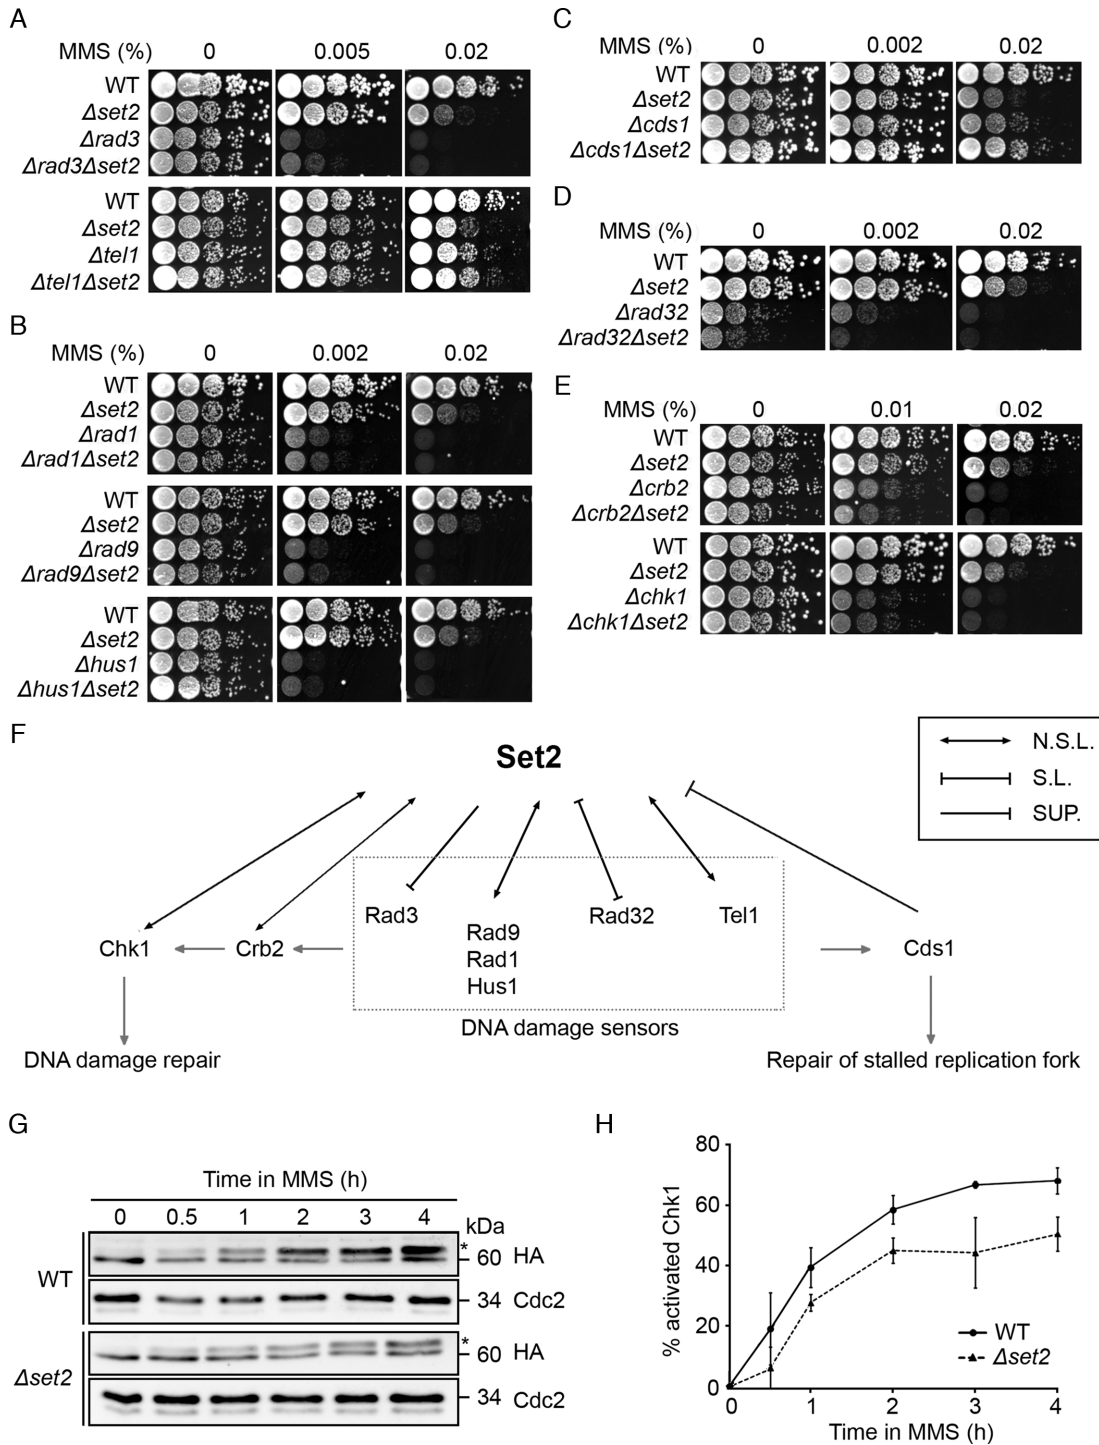 A
MMS (%) 0 0.005 0.02
WT
Δset2
Δrad3
Δrad3Δset2
WT
Δset2
Δtel1
Δtel1Δset2
B
MMS (%) 0 0.002 0.02
WT
Δset2
Δrad1
Δrad1Δset2
WT
Δset2
Δrad9
Δrad9Δset2
WT
Δset2
Δhus1
Δhus1Δset2
C
MMS (%) 0 0.002 0.02
WT
Δset2
Δcds1
Δcds1Δset2
D
MMS (%) 0 0.002 0.02
WT
Δset2
Δrad32
Δrad32Δset2
E
MMS (%) 0 0.01 0.02
WT
Δset2
Δcrb2
Δcrb2Δset2
WT
Δset2
Δchk1
Δchk1Δset2
F
Set2
N.S.L.
S.L.
SUP.
Rad3
Rad9
Rad1
Hus1
Rad32
Tel1
Chk1
Crb2
Cds1
DNA damage sensors
DNA damage repair
Repair of stalled replication fork
G
Time in MMS (h)
0 0.5 1 2 3 4
kDa
WT
*
60 HA
34 Cdc2
Δset2
*
60 HA
34 Cdc2
H
% activated Chk1
80
60
40
20
0
WT
Δset2
0 1 2 3 4
Time in MMS (h)